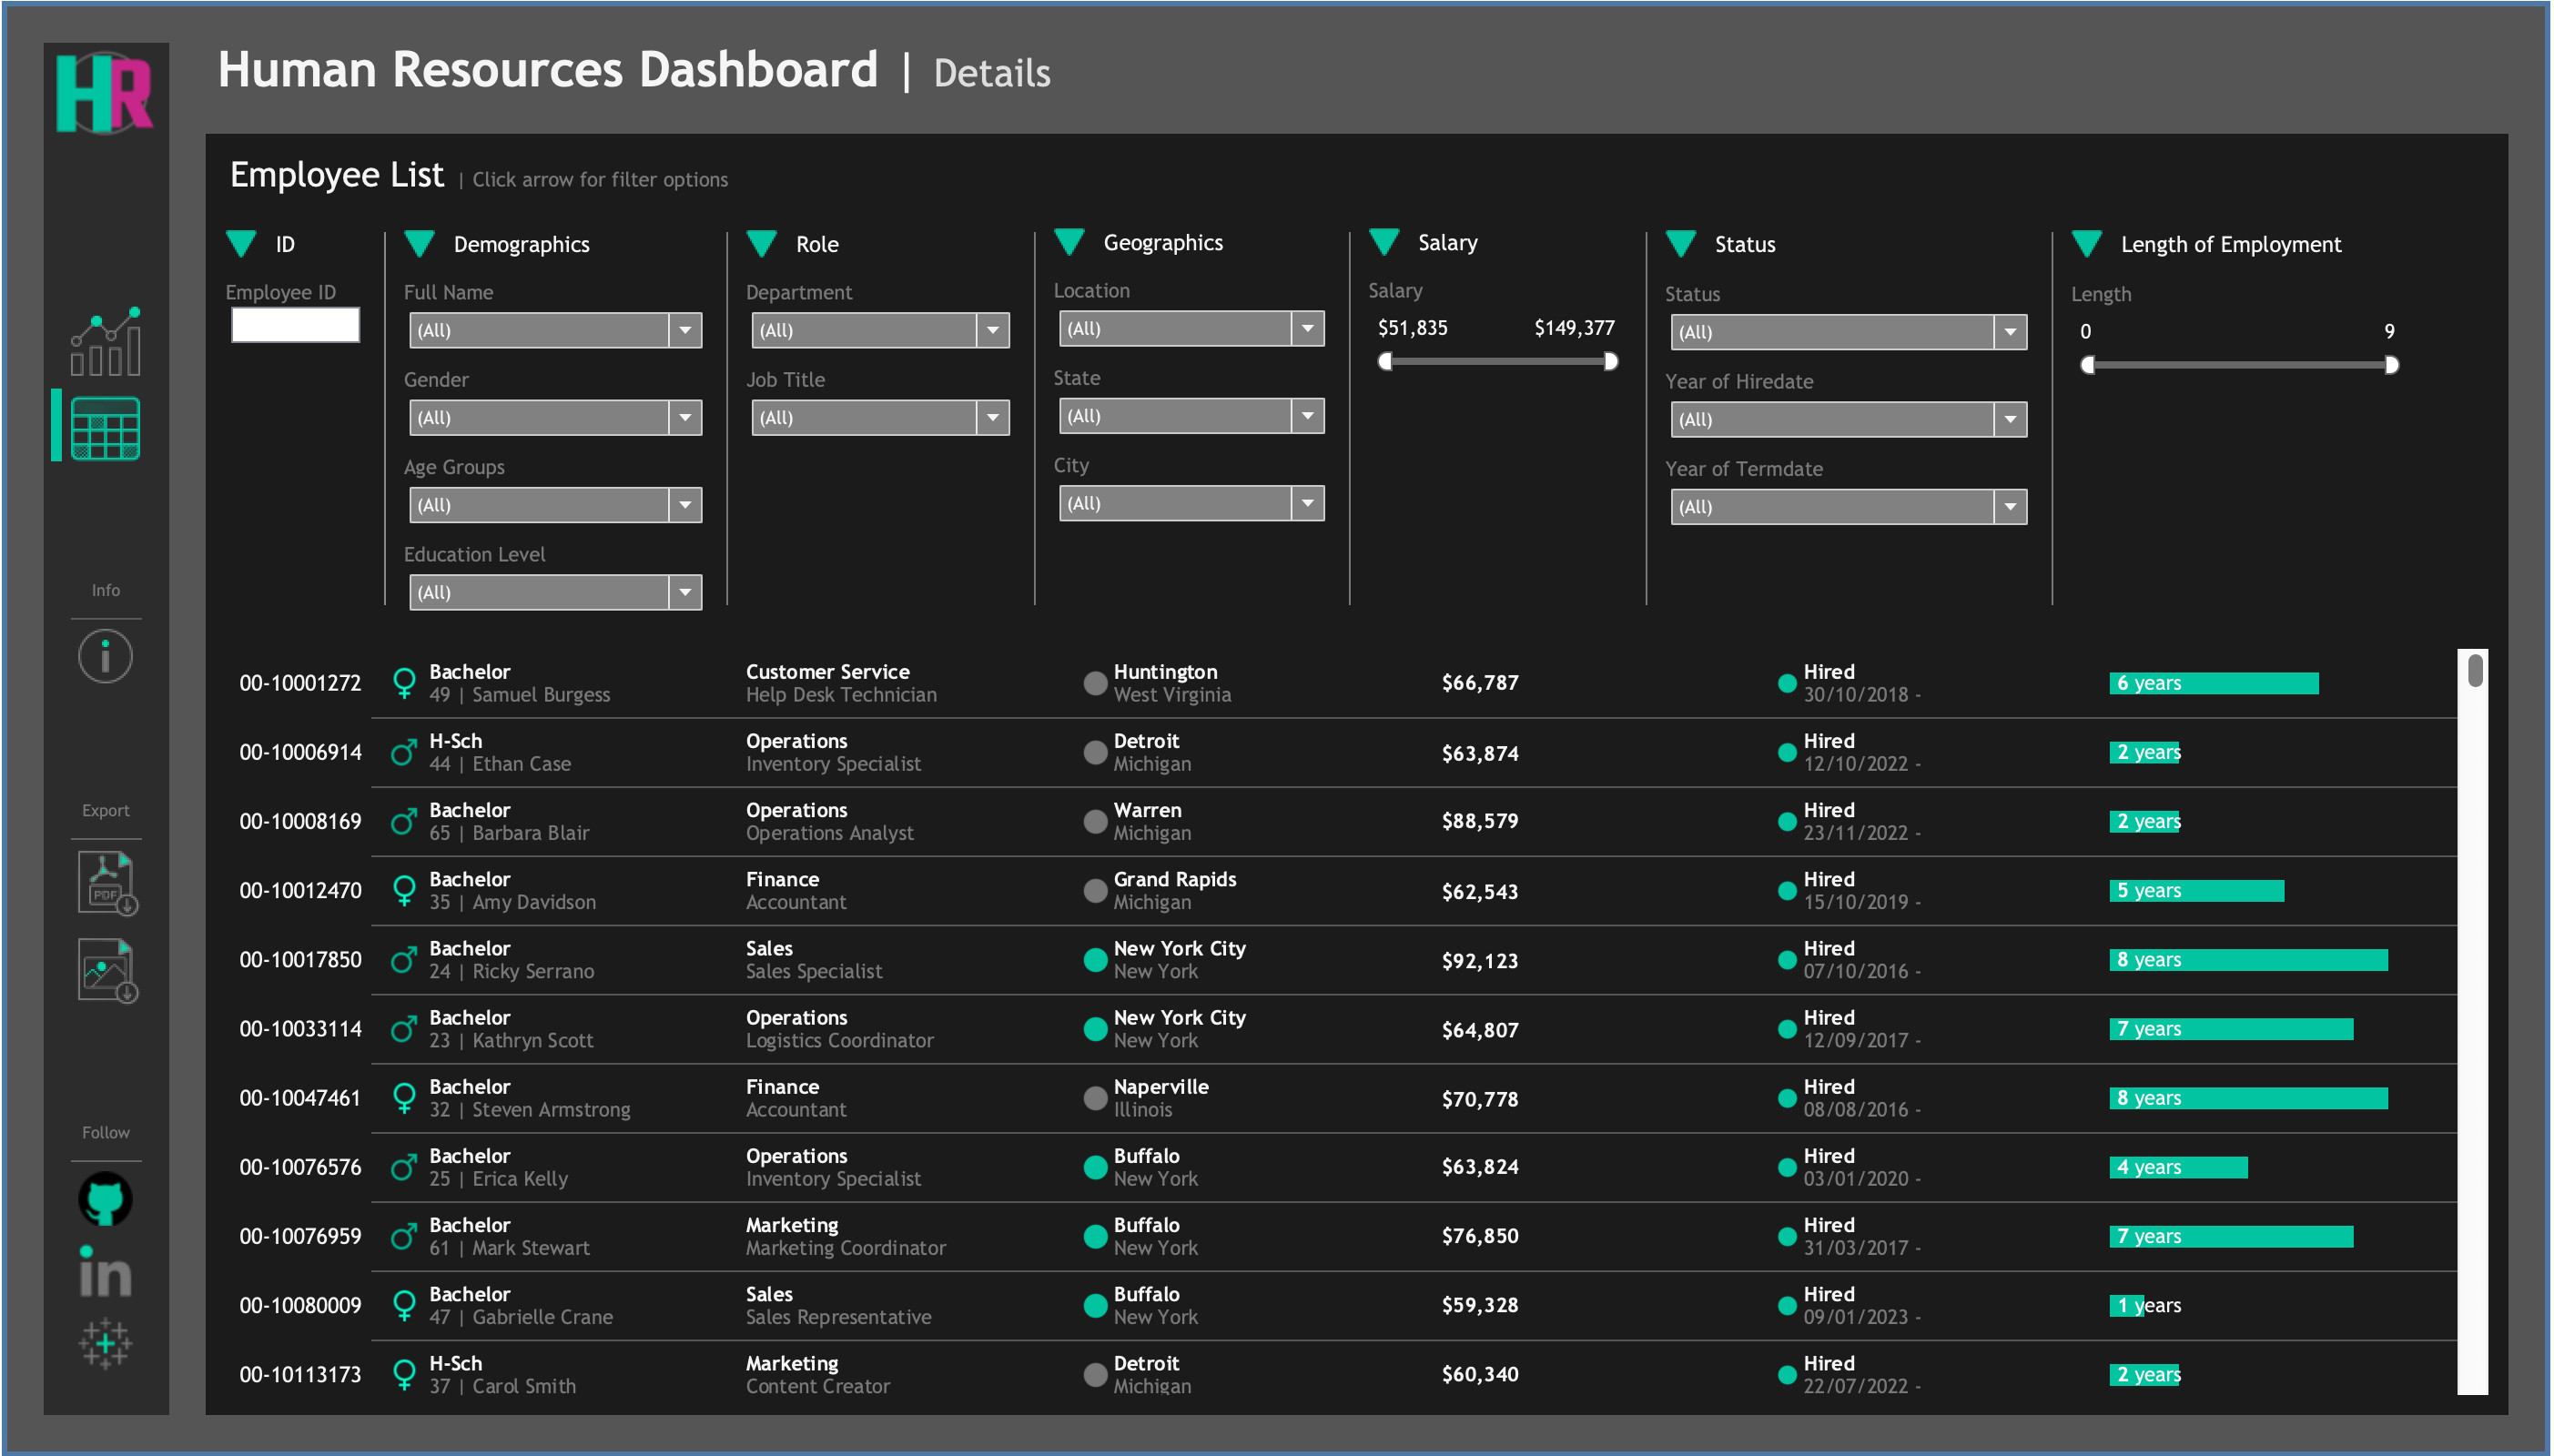 HR
Human Resources Dashboard | Details
Employee List | Click arrow for filter options
ID
Demographics
Role
Geographics
Salary
Status
Length of Employment
Employee ID
Full Name
(All)
Gender
(All)
Age Groups
(All)
Education Level
(All)
Department
(All)
Job Title
(All)
Location
(All)
State
(All)
City
(All)
Salary
$51,835 $149,377
Status
(All)
Year of Hiredate
(All)
Year of Termdate
(All)
Length
0 9
Info
i
Export
PDF
Follow
in
00-10001272
Bachelor
49 | Samuel Burgess
Customer Service
Help Desk Technician
Huntington
West Virginia
$66,787
Hired
30/10/2018 -
6 years
00-10006914
H-Sch
44 | Ethan Case
Operations
Inventory Specialist
Detroit
Michigan
$63,874
Hired
12/10/2022 -
2 years
00-10008169
Bachelor
65 | Barbara Blair
Operations
Operations Analyst
Warren
Michigan
$88,579
Hired
23/11/2022 -
2 years
00-10012470
Bachelor
35 | Amy Davidson
Finance
Accountant
Grand Rapids
Michigan
$62,543
Hired
15/10/2019 -
5 years
00-10017850
Bachelor
24 | Ricky Serrano
Sales
Sales Specialist
New York City
New York
$92,123
Hired
07/10/2016 -
8 years
00-10033114
Bachelor
23 | Kathryn Scott
Operations
Logistics Coordinator
New York City
New York
$64,807
Hired
12/09/2017 -
7 years
00-10047461
Bachelor
32 | Steven Armstrong
Finance
Accountant
Naperville
Illinois
$70,778
Hired
08/08/2016 -
8 years
00-10076576
Bachelor
25 | Erica Kelly
Operations
Inventory Specialist
Buffalo
New York
$63,824
Hired
03/01/2020 -
4 years
00-10076959
Bachelor
61 | Mark Stewart
Marketing
Marketing Coordinator
Buffalo
New York
$76,850
Hired
31/03/2017 -
7 years
00-10080009
Bachelor
47 | Gabrielle Crane
Sales
Sales Representative
Buffalo
New York
$59,328
Hired
09/01/2023 -
1 years
00-10113173
H-Sch
37 | Carol Smith
Marketing
Content Creator
Detroit
Michigan
$60,340
Hired
22/07/2022 -
2 years